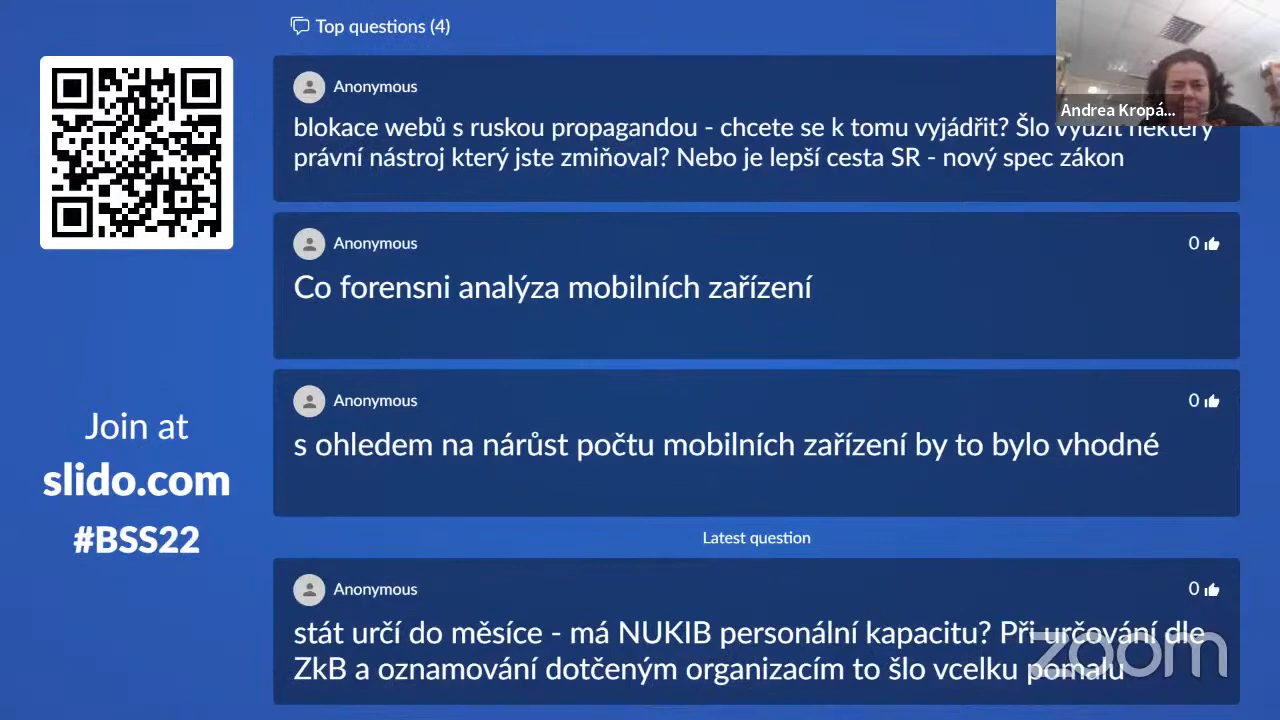 Top questions (4)
Andrea Kropá...
Anonymous
blokace webů s ruskou propagandou - chcete se k tomu vyjádřit? Šlo využít některý
právní nástroj který jste zmiňoval? Nebo je lepší cesta SR - nový spec zákon
Anonymous
0
Co forensni analýza mobilních zařízení
Anonymous
0
s ohledem na nárůst počtu mobilních zařízení by to bylo vhodné
Join at
slido.com
#BSS22
Latest question
Anonymous
0
stát určí do měsíce - má NUKIB personální kapacitu? Při určování dle
ZkB a oznamování dotčeným organizacím to šlo vcelku pomalu
zoom